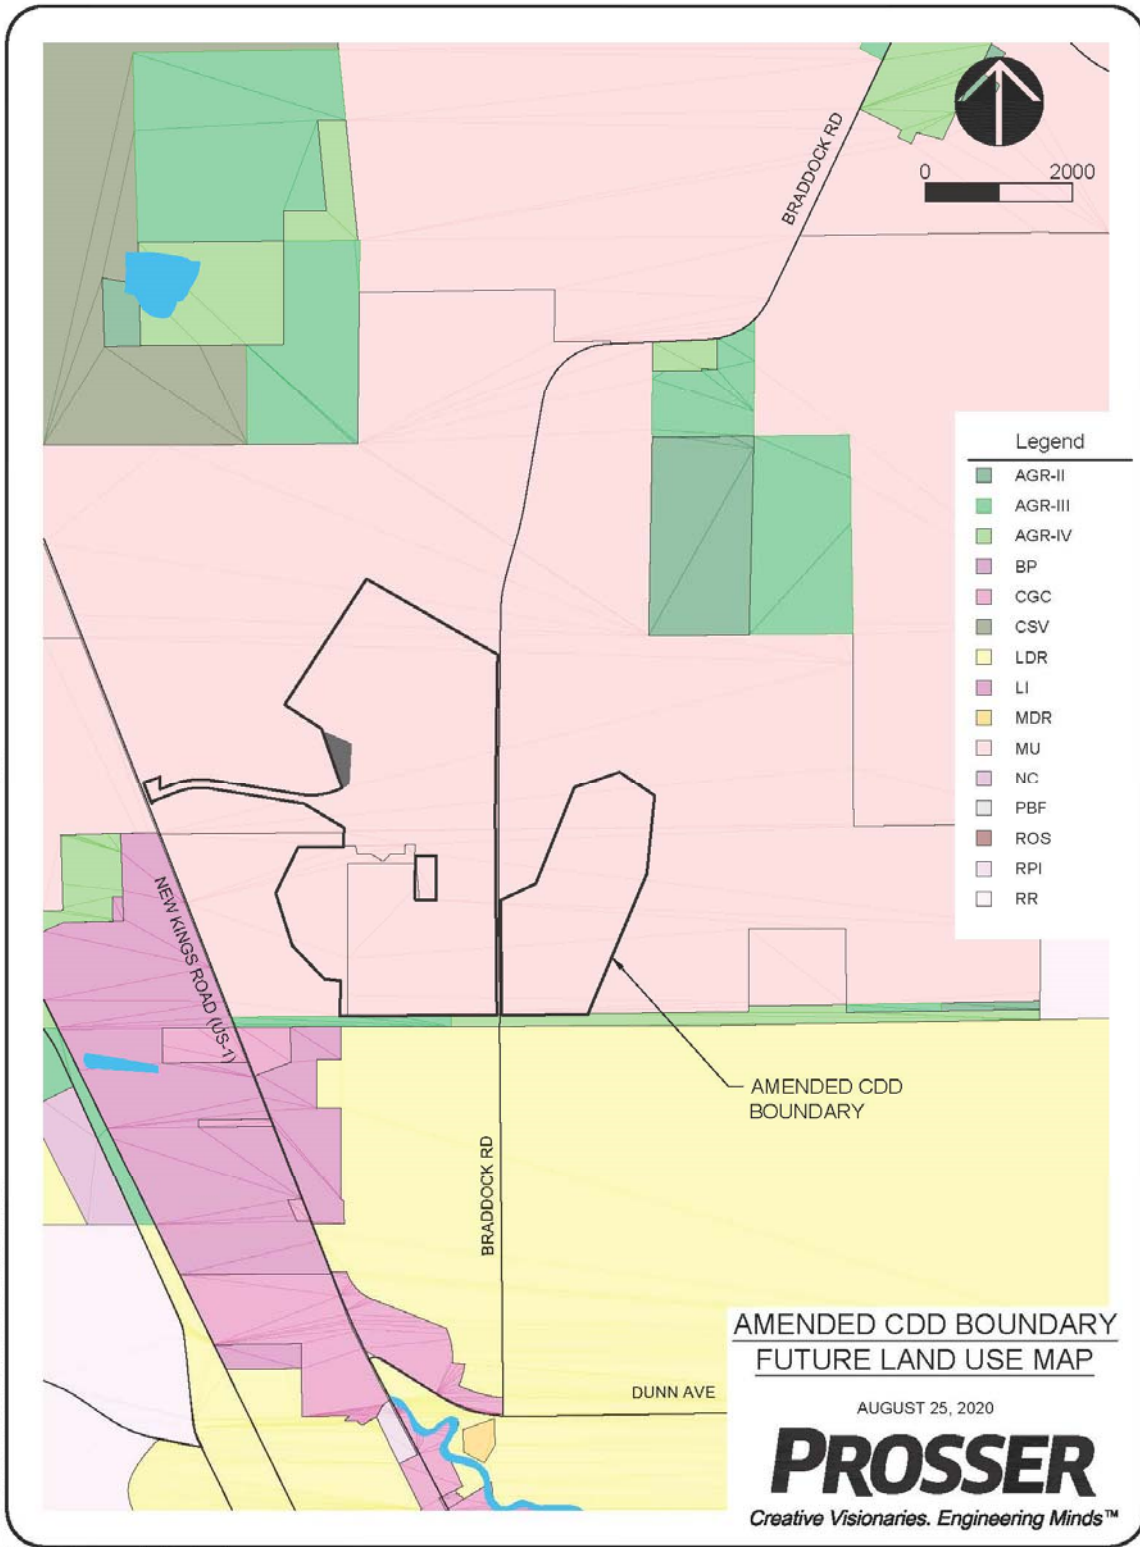 BRADDOCK RD
0 2000
Legend
AGR-II
AGR-III
AGR-IV
BP
CGC
CSV
LDR
LI
MDR
MU
NC
PBF
ROS
RPI
RR
NEW KINGS ROAD (US-1)
AMENDED CDD
BOUNDARY
BRADDOCK RD
DUNN AVE
AMENDED CDD BOUNDARY
FUTURE LAND USE MAP
AUGUST 25, 2020
PROSSER
Creative Visionaries. Engineering Minds™